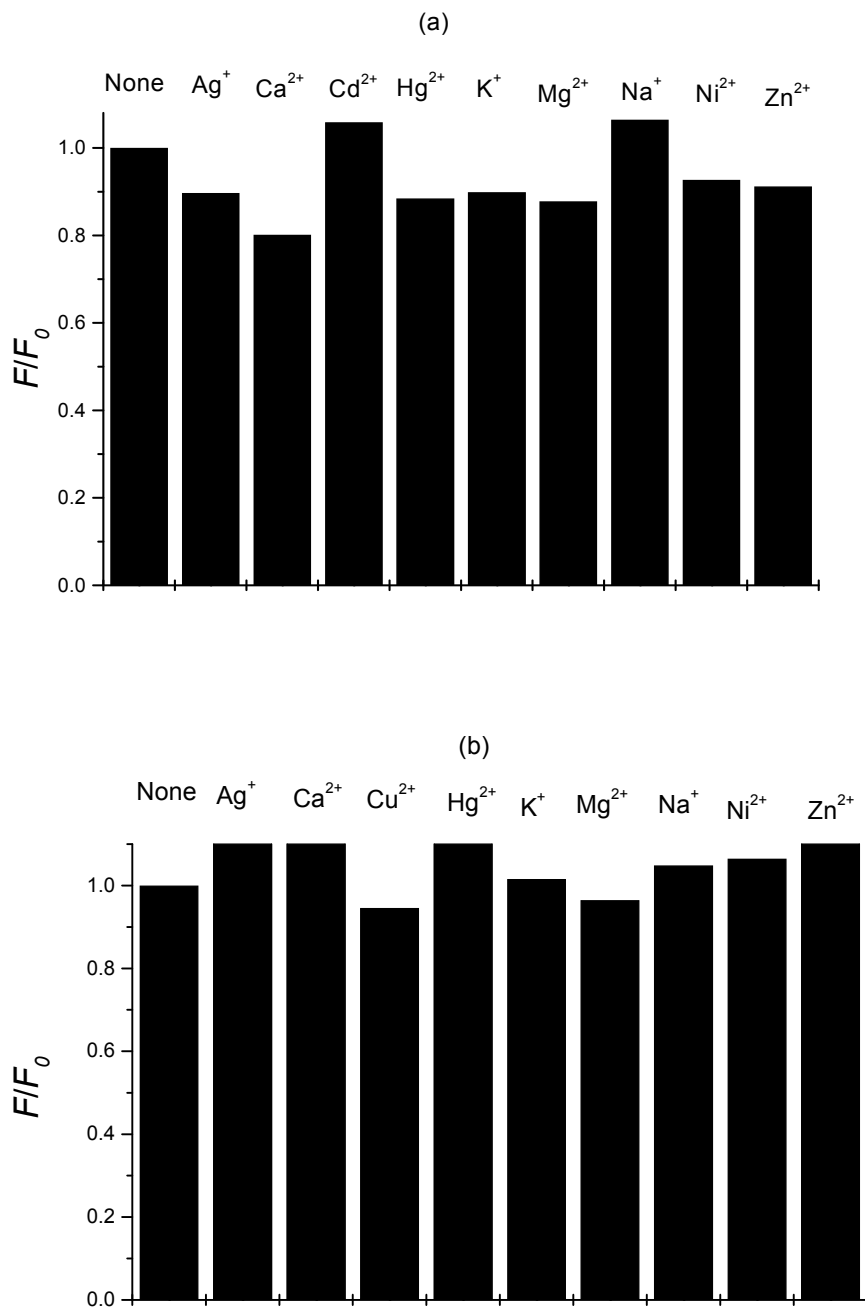 (a)
None Ag⁺ Ca²⁺ Cd²⁺ Hg²⁺ K⁺ Mg²⁺ Na⁺ Ni²⁺ Zn²⁺
1.0
0.8
0.6
0.4
0.2
0.0
F/F₀
(b)
None Ag⁺ Ca²⁺ Cu²⁺ Hg²⁺ K⁺ Mg²⁺ Na⁺ Ni²⁺ Zn²⁺
1.0
0.8
0.6
0.4
0.2
0.0
F/F₀